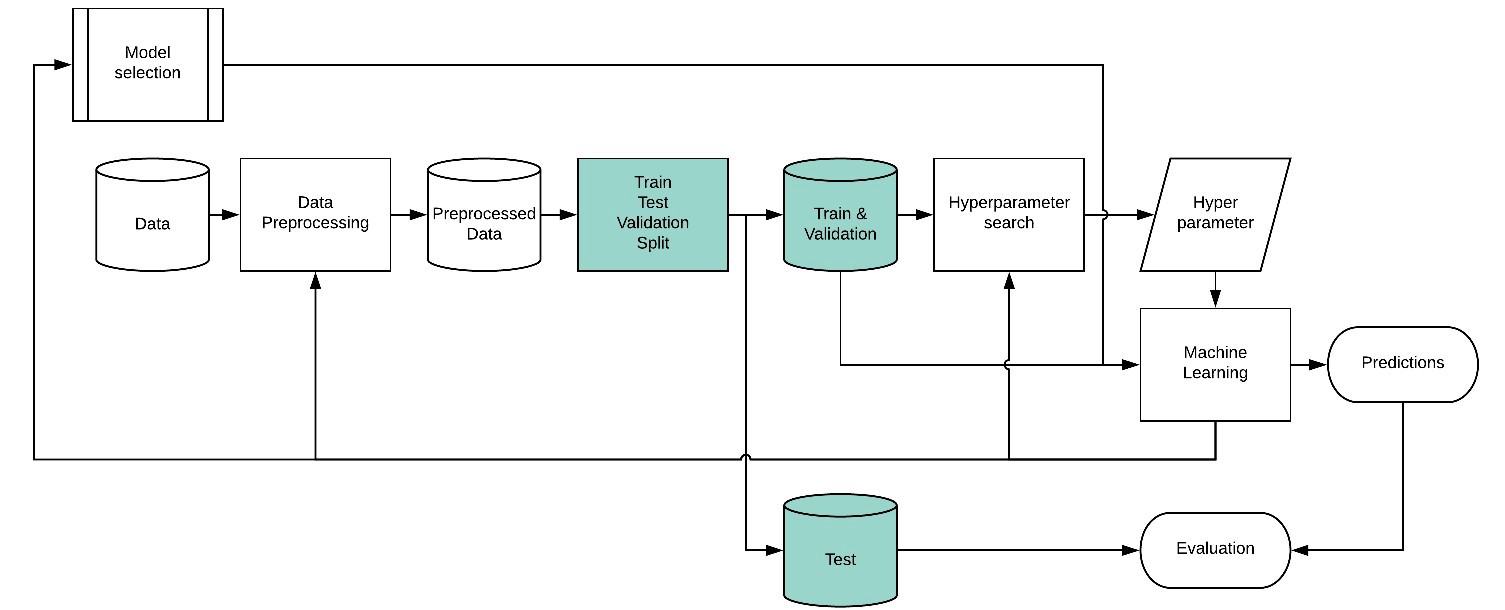 Model
selection
Data
Data
Preprocessing
Preprocessed
Data
Train
Test
Validation
Split
Train &
Validation
Hyperparameter
search
Hyper
parameter
Machine
Learning
Predictions
Test
Evaluation